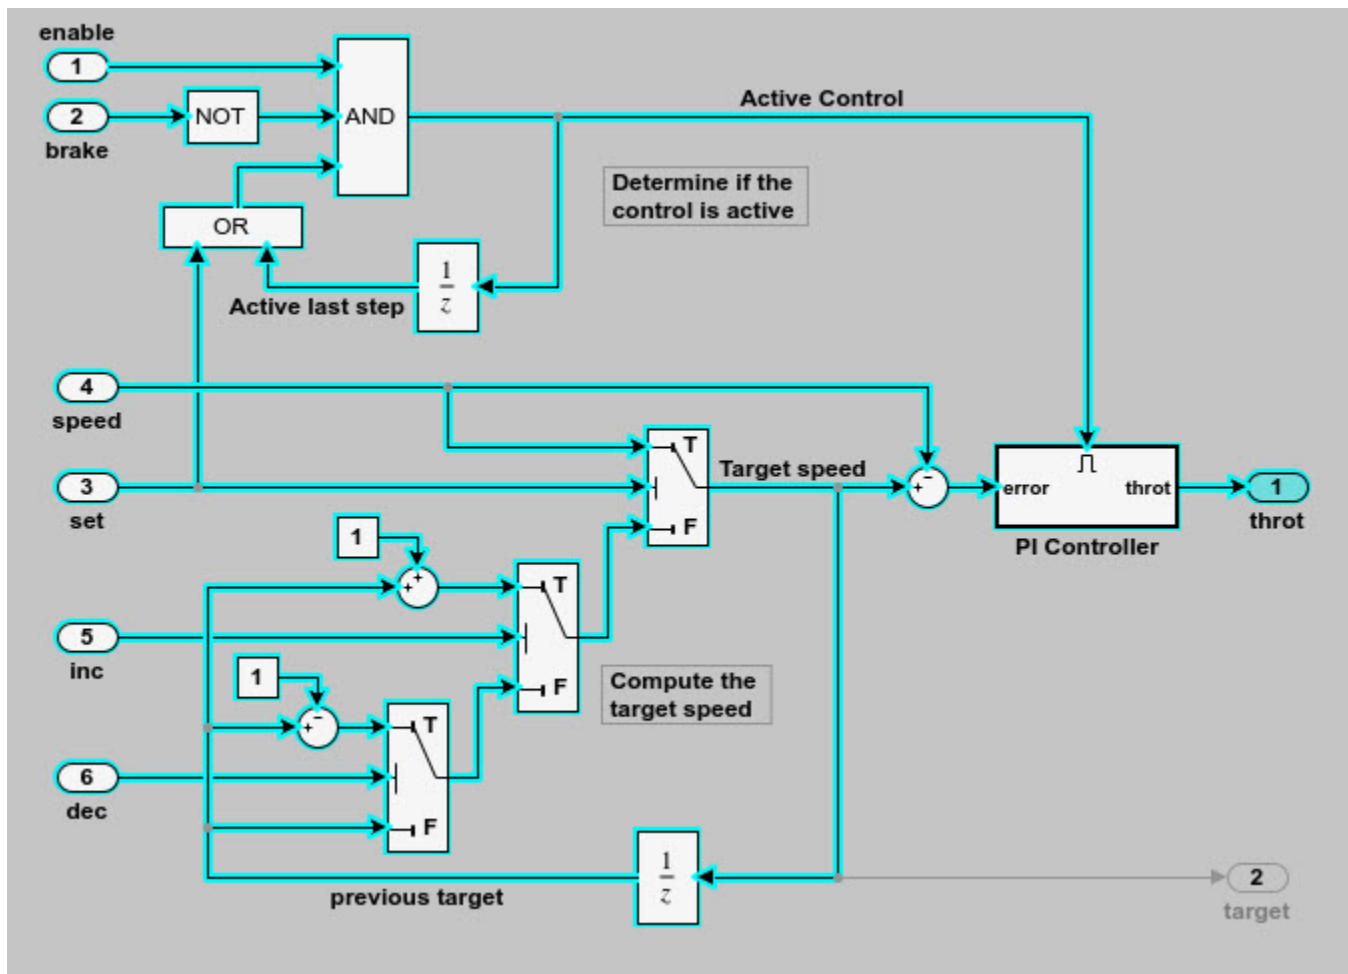 enable
1
NOT
AND
2
brake
Active Control
Determine if the
control is active
OR
1
z
Active last step
4
speed
T
Target speed
3
set
F
+
-
error
throt
PI Controller
1
throt
1
+
+
T
5
inc
F
1
+
-
T
Compute the
target speed
6
dec
F
1
z
previous target
2
target